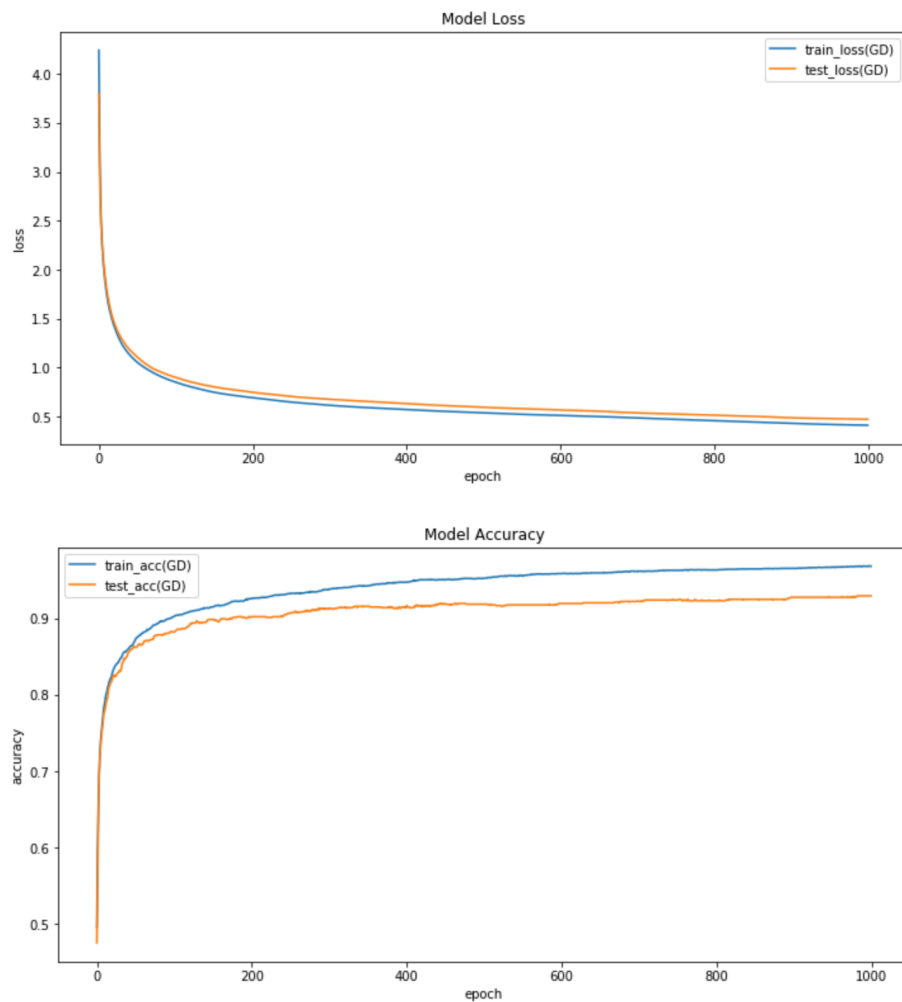 Model Loss
train_loss(GD)
test_loss(GD)
4.0
3.5
3.0
2.5
2.0
1.5
1.0
0.5
loss
0 200 400 600 800 1000
epoch
Model Accuracy
train_acc(GD)
test_acc(GD)
0.9
0.8
0.7
0.6
0.5
accuracy
0 200 400 600 800 1000
epoch